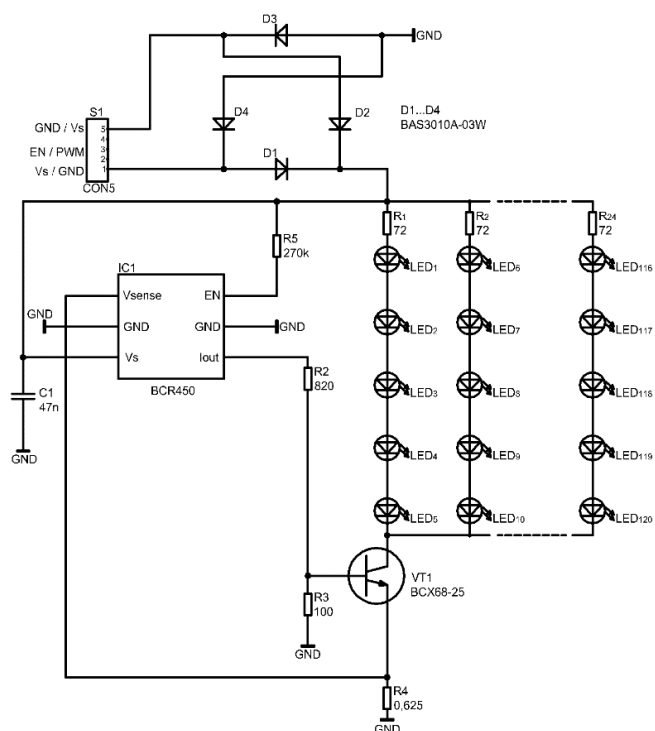 D3
GND
S1
GND / Vs
5
4
EN / PWM
3
2
Vs / GND
1
CON5
D4
D2
D1
D1...D4
BAS3010A-03W
R1
72
R2
72
R24
72
R5
270k
IC1
Vsense
EN
GND
GND
GND
GND
Vs
Iout
BCR450
C1
47n
GND
R2
820
R3
100
GND
LED1
LED6
LED116
LED2
LED7
LED117
LED3
LED8
LED118
LED4
LED9
LED119
LED5
LED10
LED120
VT1
BCX68-25
R4
0,625
GND